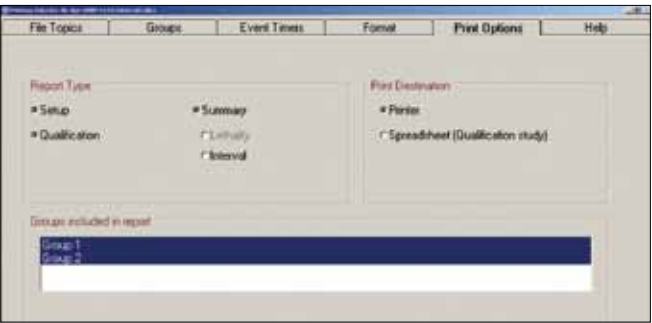 File Topics Groups Event Timers Format Print Options Help
Report Type Print Destination
Setup Summary Printer
Qualification Lethality Spreadsheet (Qualification study)
Interval
Groups included in report
Group 1
Group 2